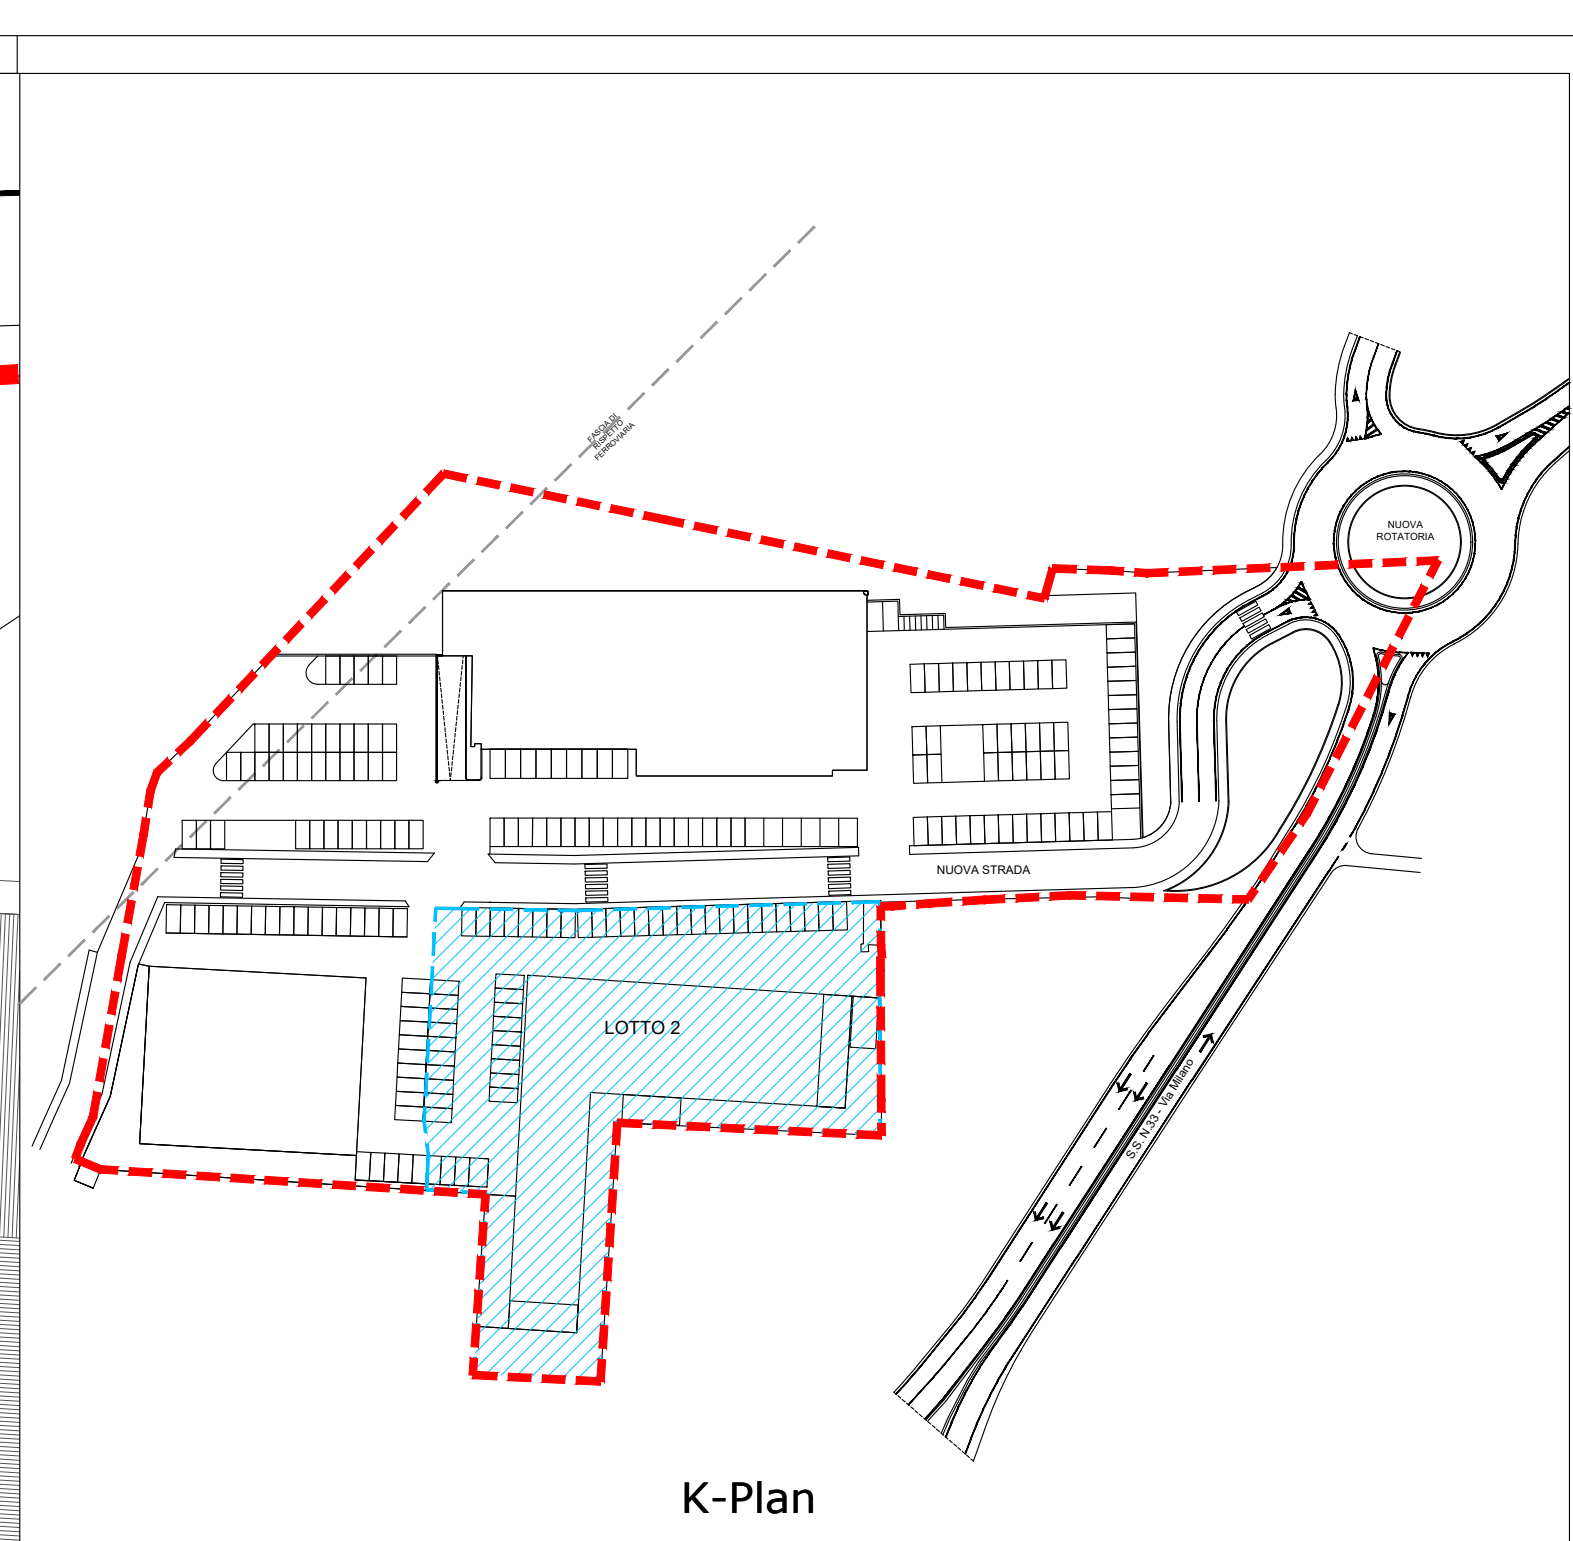 FASCIA DI
RISPETTO
FERROVIARIA
NUOVA
ROTATORIA
NUOVA STRADA
LOTTO 2
S.S. N.33 - Via Milano
K-Plan